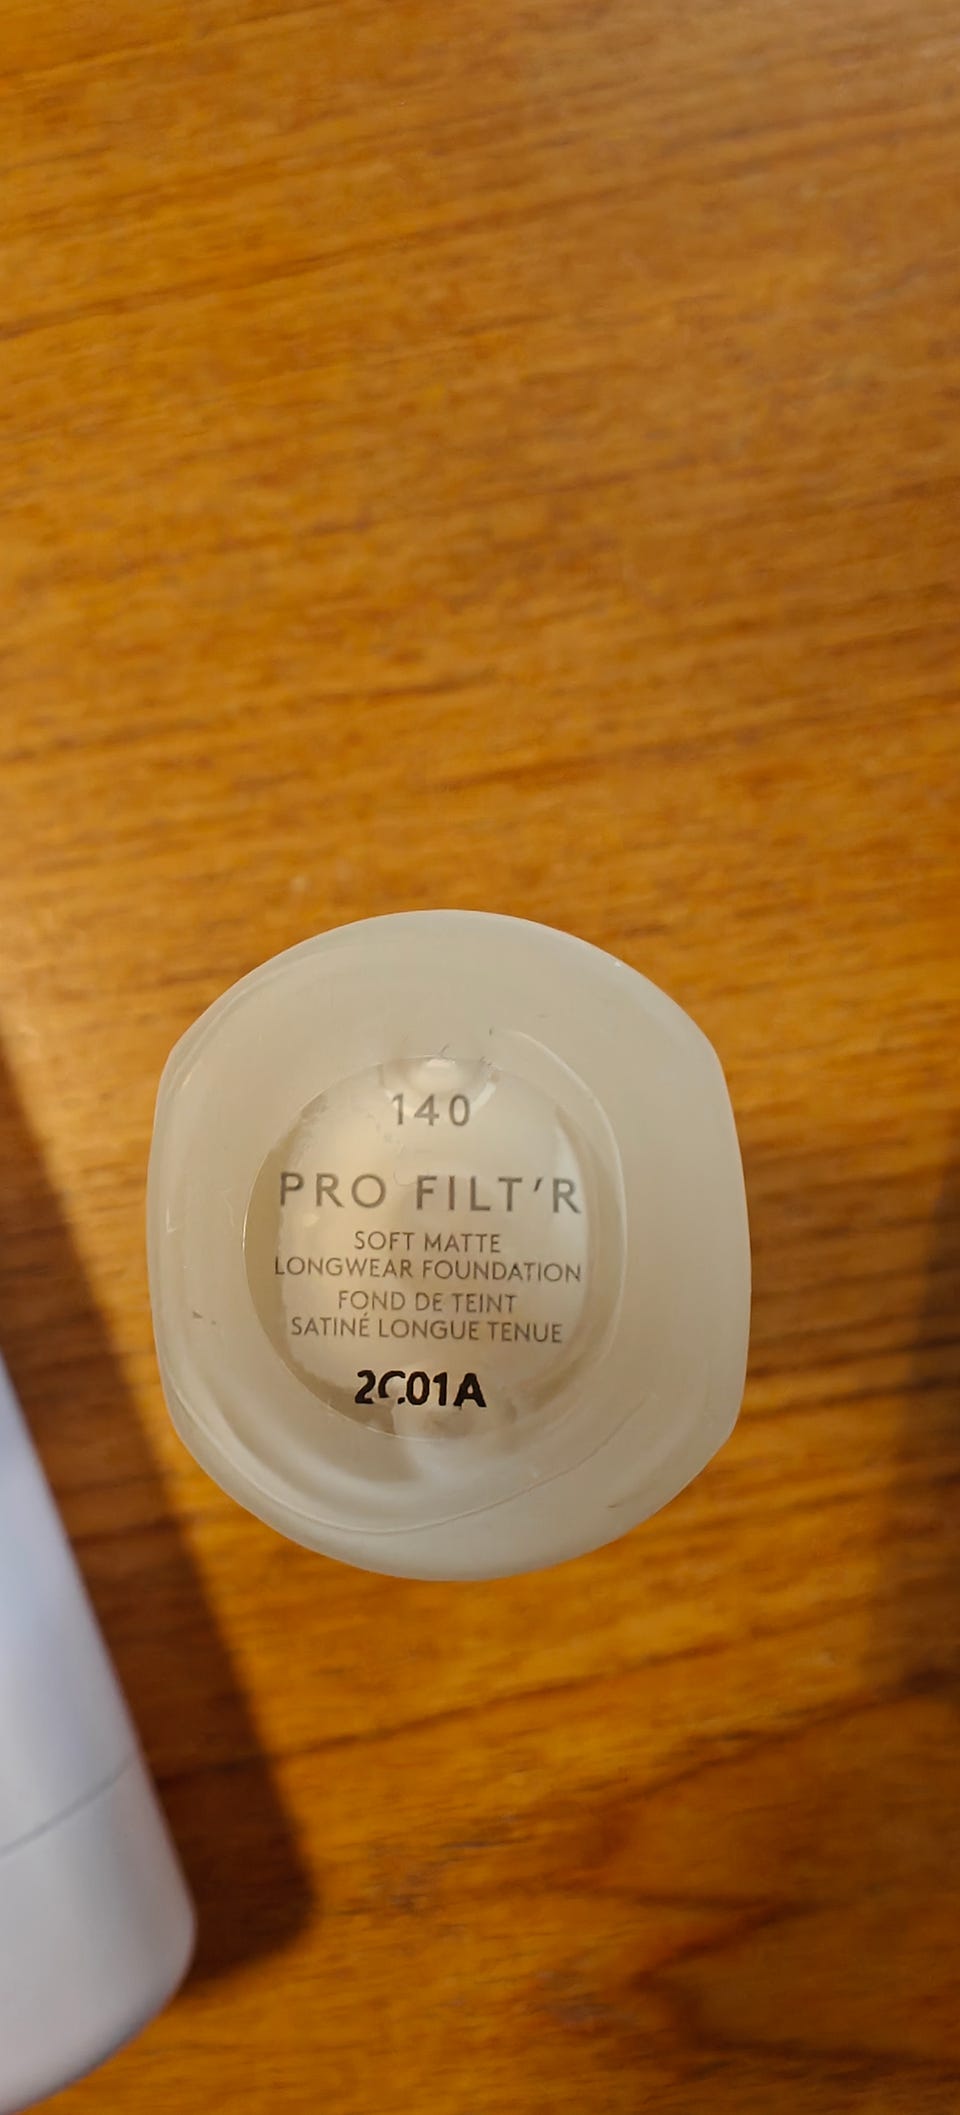 140
PRO FILT'R
SOFT MATTE
LONGWEAR FOUNDATION
FOND DE TEINT
SATINÉ LONGUE TENUE
2C01A